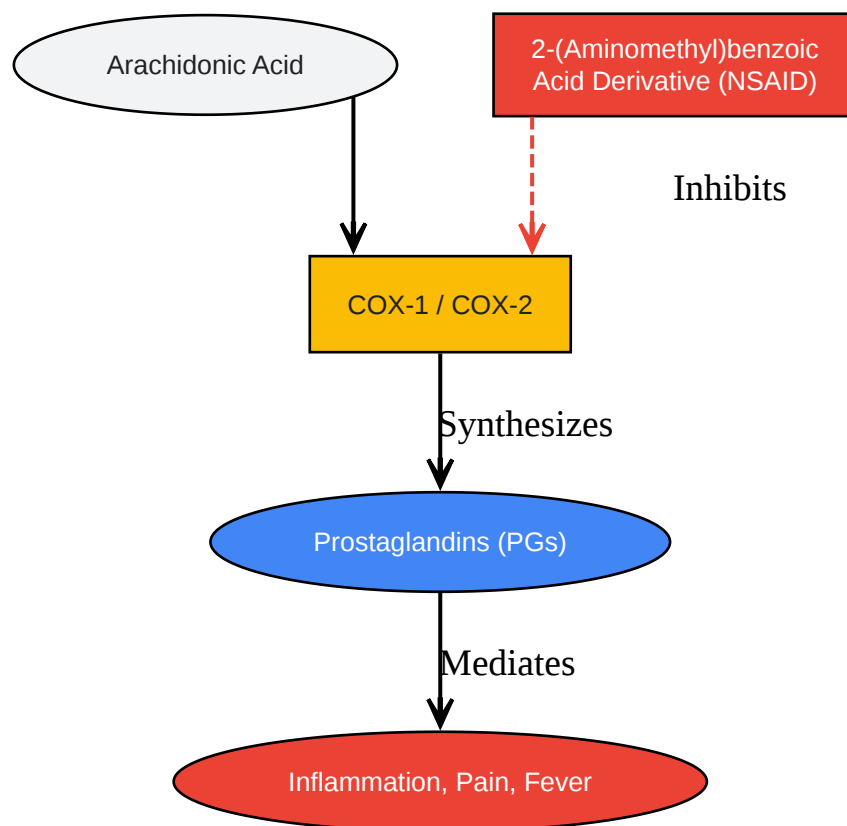 Arachidonic Acid
2-(Aminomethyl)benzoic
Acid Derivative (NSAID)
Inhibits
COX-1 / COX-2
Synthesizes
Prostaglandins (PGs)
Mediates
Inflammation, Pain, Fever